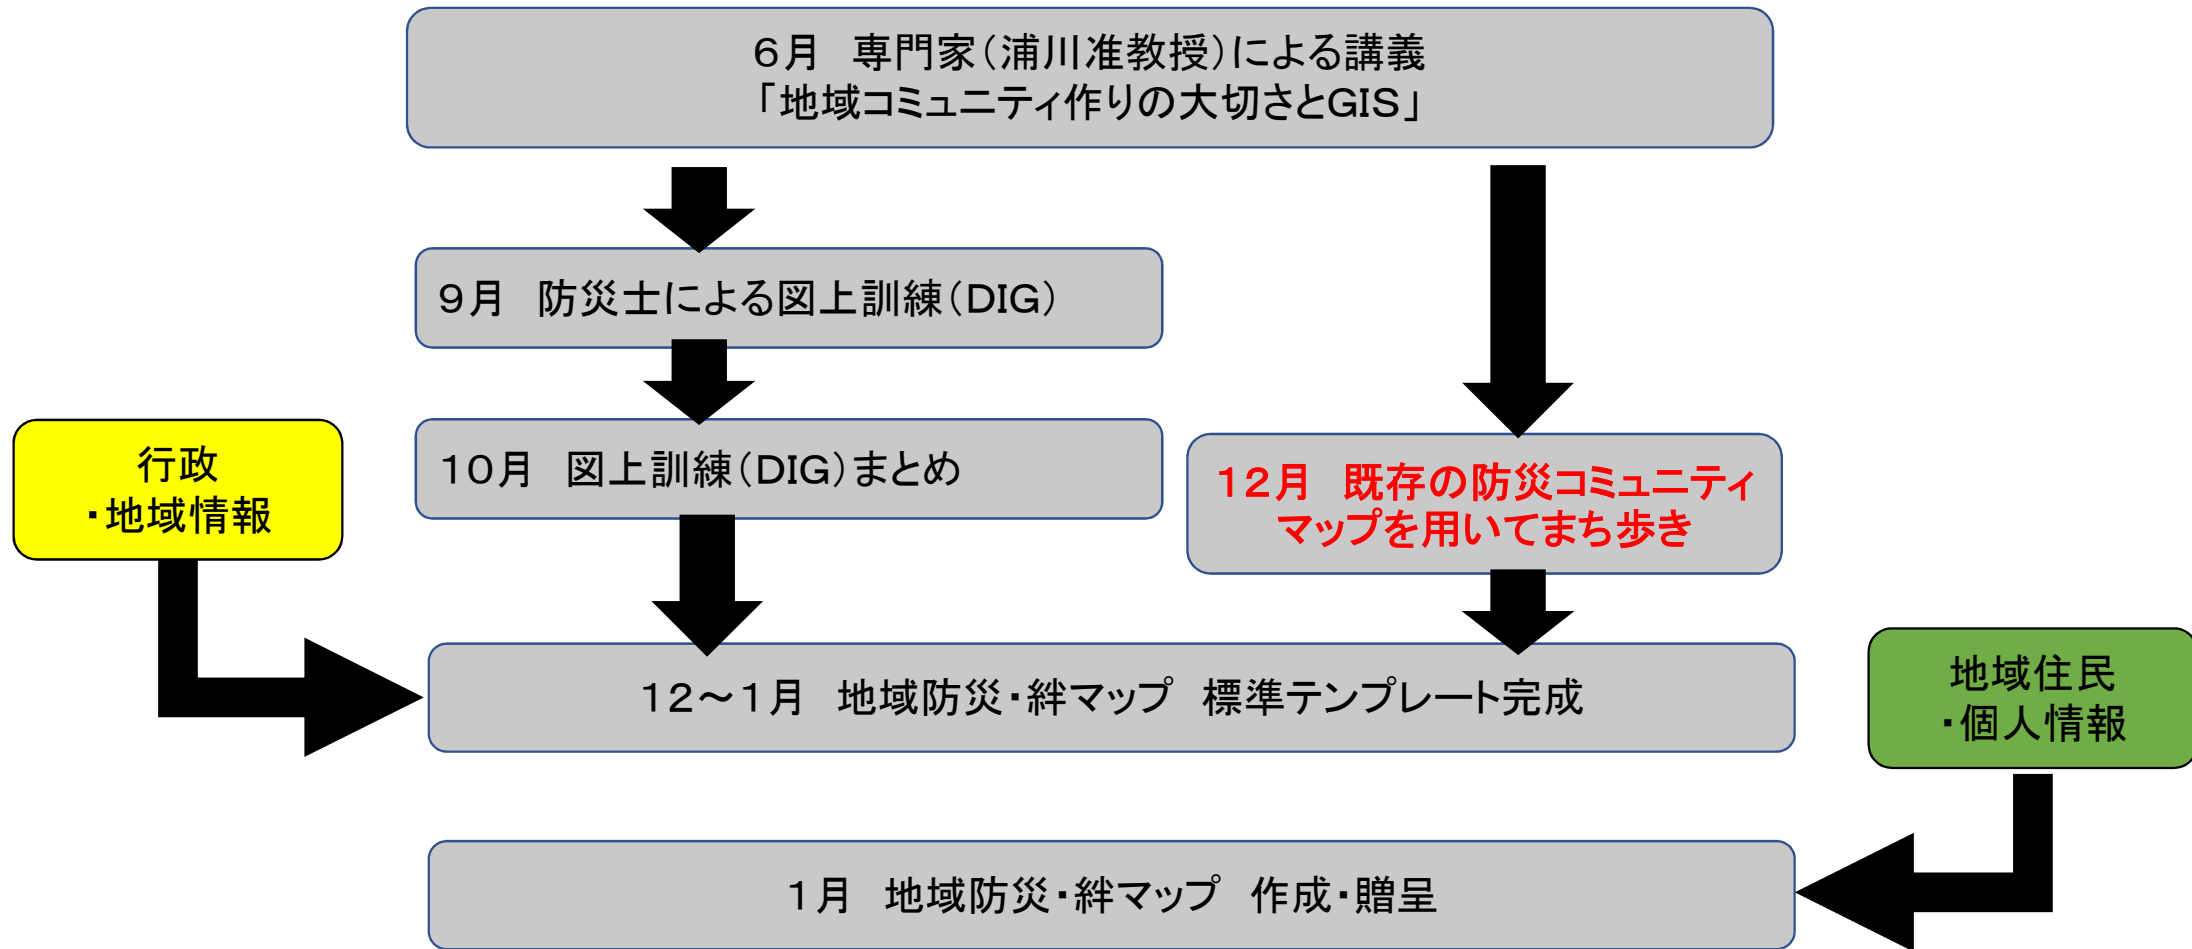 6月　専門家（浦川准教授）による講義
「地域コミュニティ作りの大切さとGIS」
9月　防災士による図上訓練（DIG）
10月　図上訓練（DIG）まとめ
行政
・地域情報
12月　既存の防災コミュニティ
マップを用いてまち歩き
12～1月　地域防災・絆マップ　標準テンプレート完成
地域住民
・個人情報
1月　地域防災・絆マップ　作成・贈呈